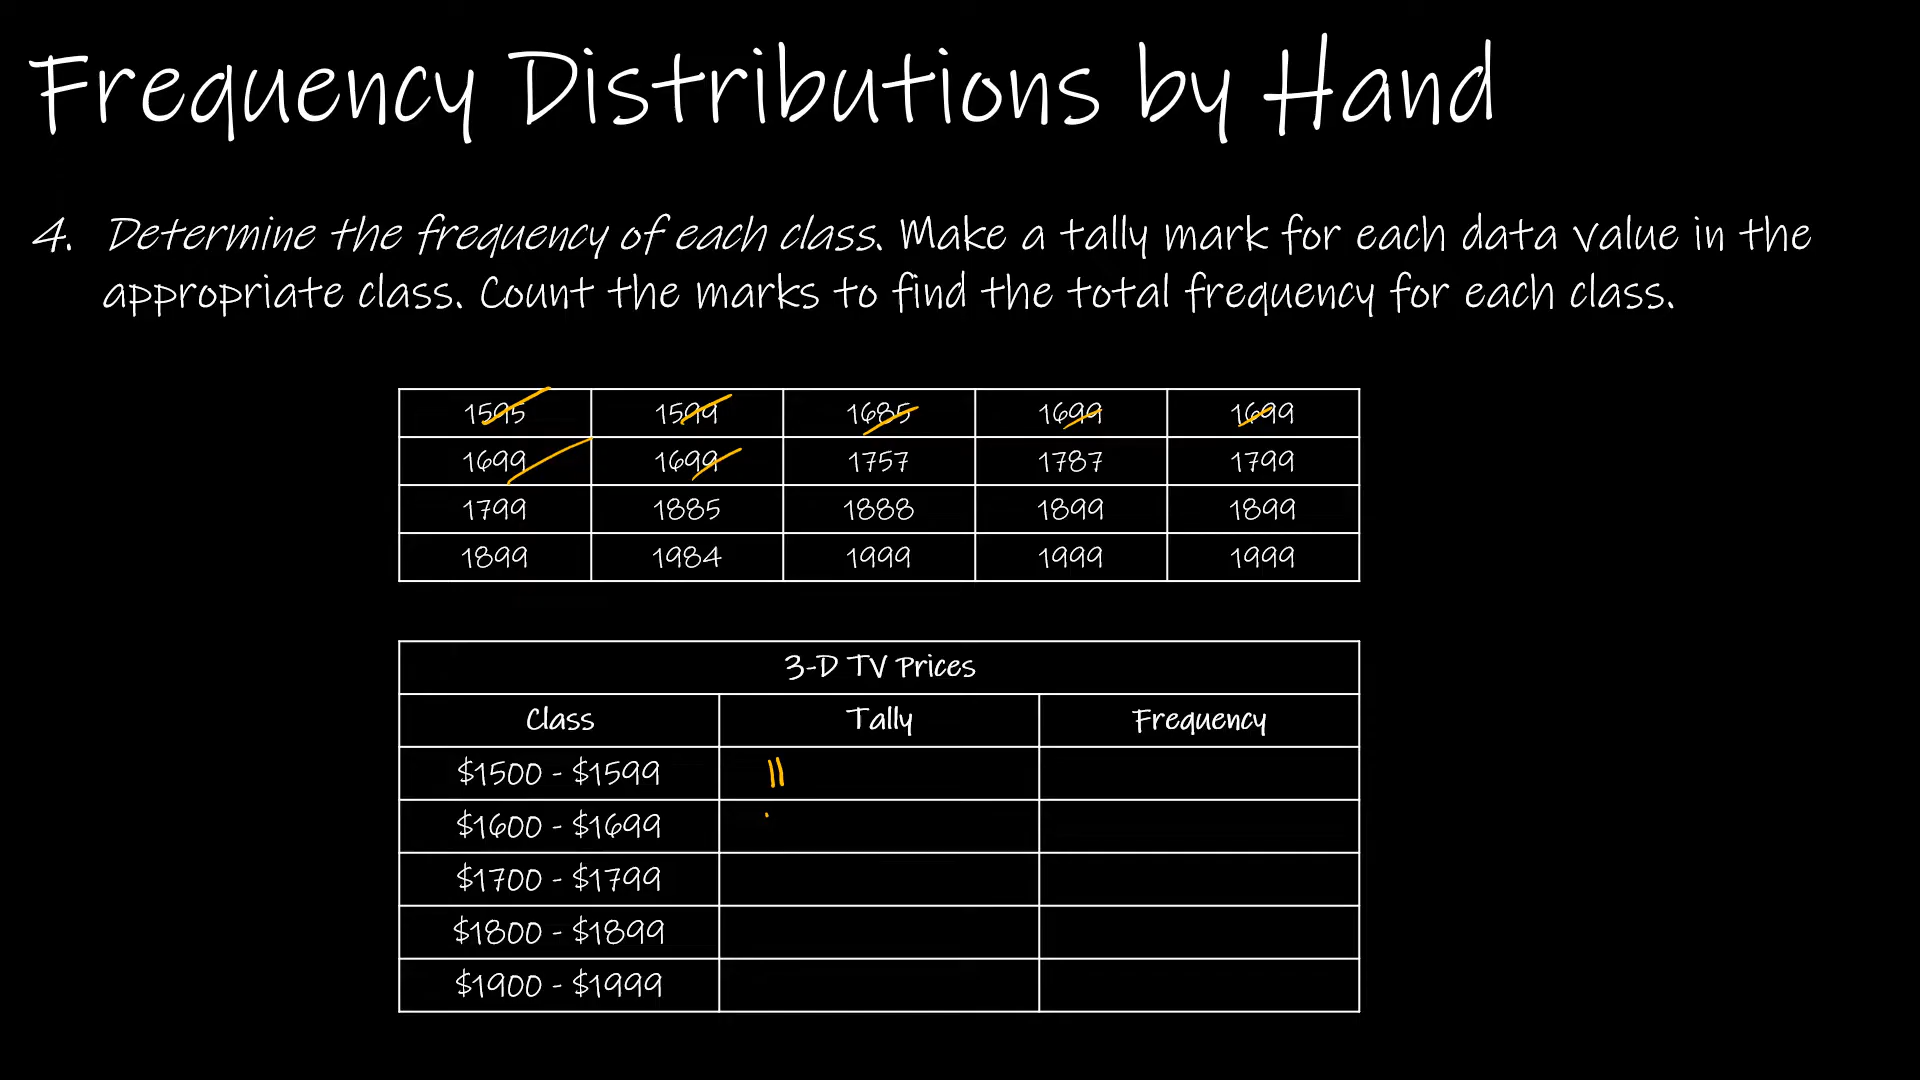 Frequency Distributions by Hand
4. Determine the frequency of each class. Make a tally mark for each data value in the
appropriate class. Count the marks to find the total frequency for each class.
1595 1599 1685 1699 1699
1699 1699 1757 1787 1799
1799 1885 1888 1899 1899
1899 1984 1999 1999 1999
3-D TV Prices
Class Tally Frequency
$1500 - $1599 ||
$1600 - $1699
$1700 - $1799
$1800 - $1899
$1900 - $1999